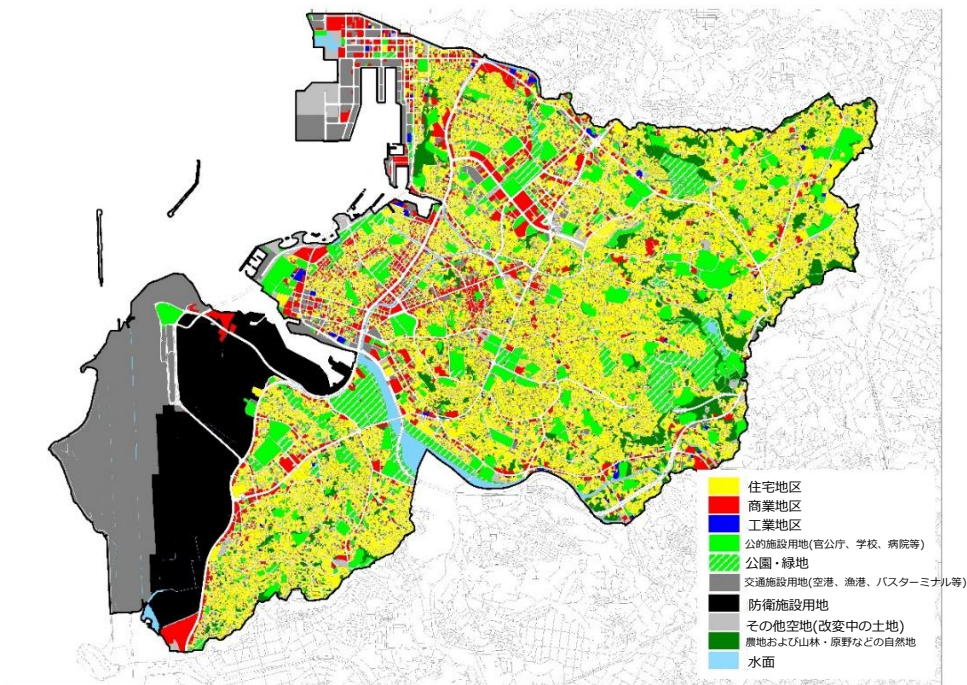 住宅地区
商業地区
工業地区
公的施設用地(官公庁、学校、病院等)
公園・緑地
交通施設用地(空港、漁港、バスターミナル等)
防衛施設用地
その他空地(改変中の土地)
農地および山林・原野などの自然地
水面